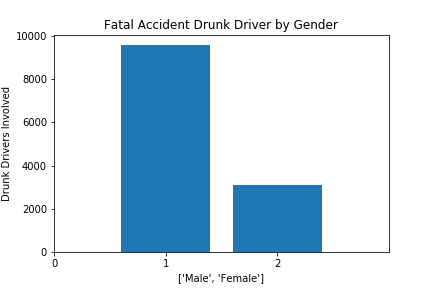 Fatal Accident Drunk Driver by Gender
10000
8000
6000
4000
2000
0
Drunk Drivers Involved
0 1 2
['Male', 'Female']